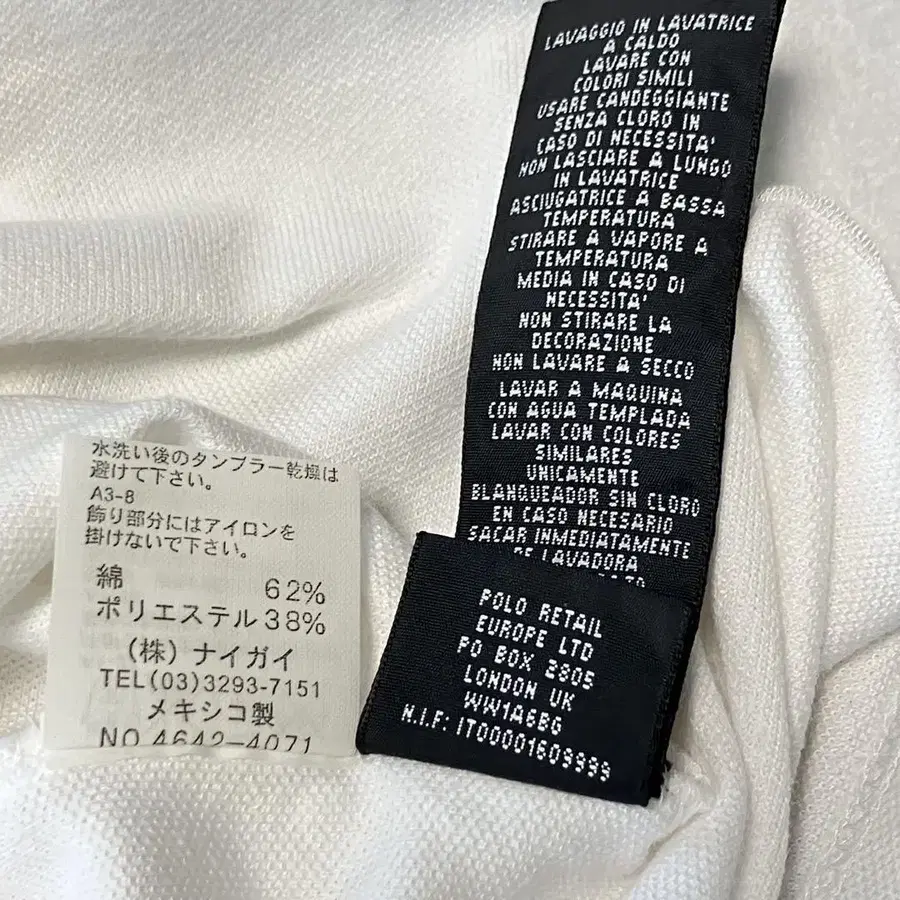 LAVAGGIO IN LAVATRICE
A CALDO
LAVARE CON
COLORI SIMILI
USARE CANDEGGIANTE
SENZA CLORO IN
CASO DI NECESSITA'
NON LASCIARE A LUNGO
IN LAVATRICE
ASCIUGATRICE A BASSA
TEMPERATURA
STIRARE A VAPORE A
TEMPERATURA
MEDIA IN CASO DI
NECESSITA'
NON STIRARE LA
DECORAZIONE
NON LAVARE A SECCO
LAVAR A MAQUINA
CON AGUA TEMPLADA
LAVAR CON COLORES
SIMILARES
UNICAMENTE
BLANQUEADOR SIN CLORO
EN CASO NECESARIO
SACAR INMEDIATAMENTE
DE LAVADORA
POLO RETAIL
EUROPE LTD
PO BOX 2805
LONDON UK
WW1A6BG
N.I.F: IT00001609999
水洗い後のタンブラー乾燥は
避けて下さい。
A3-8
飾り部分にはアイロンを
掛けないで下さい。
綿 62%
ポリエステル 38%
(株) ナイガイ
TEL(03)3293-7151
メキシコ製
NO.4642-4071